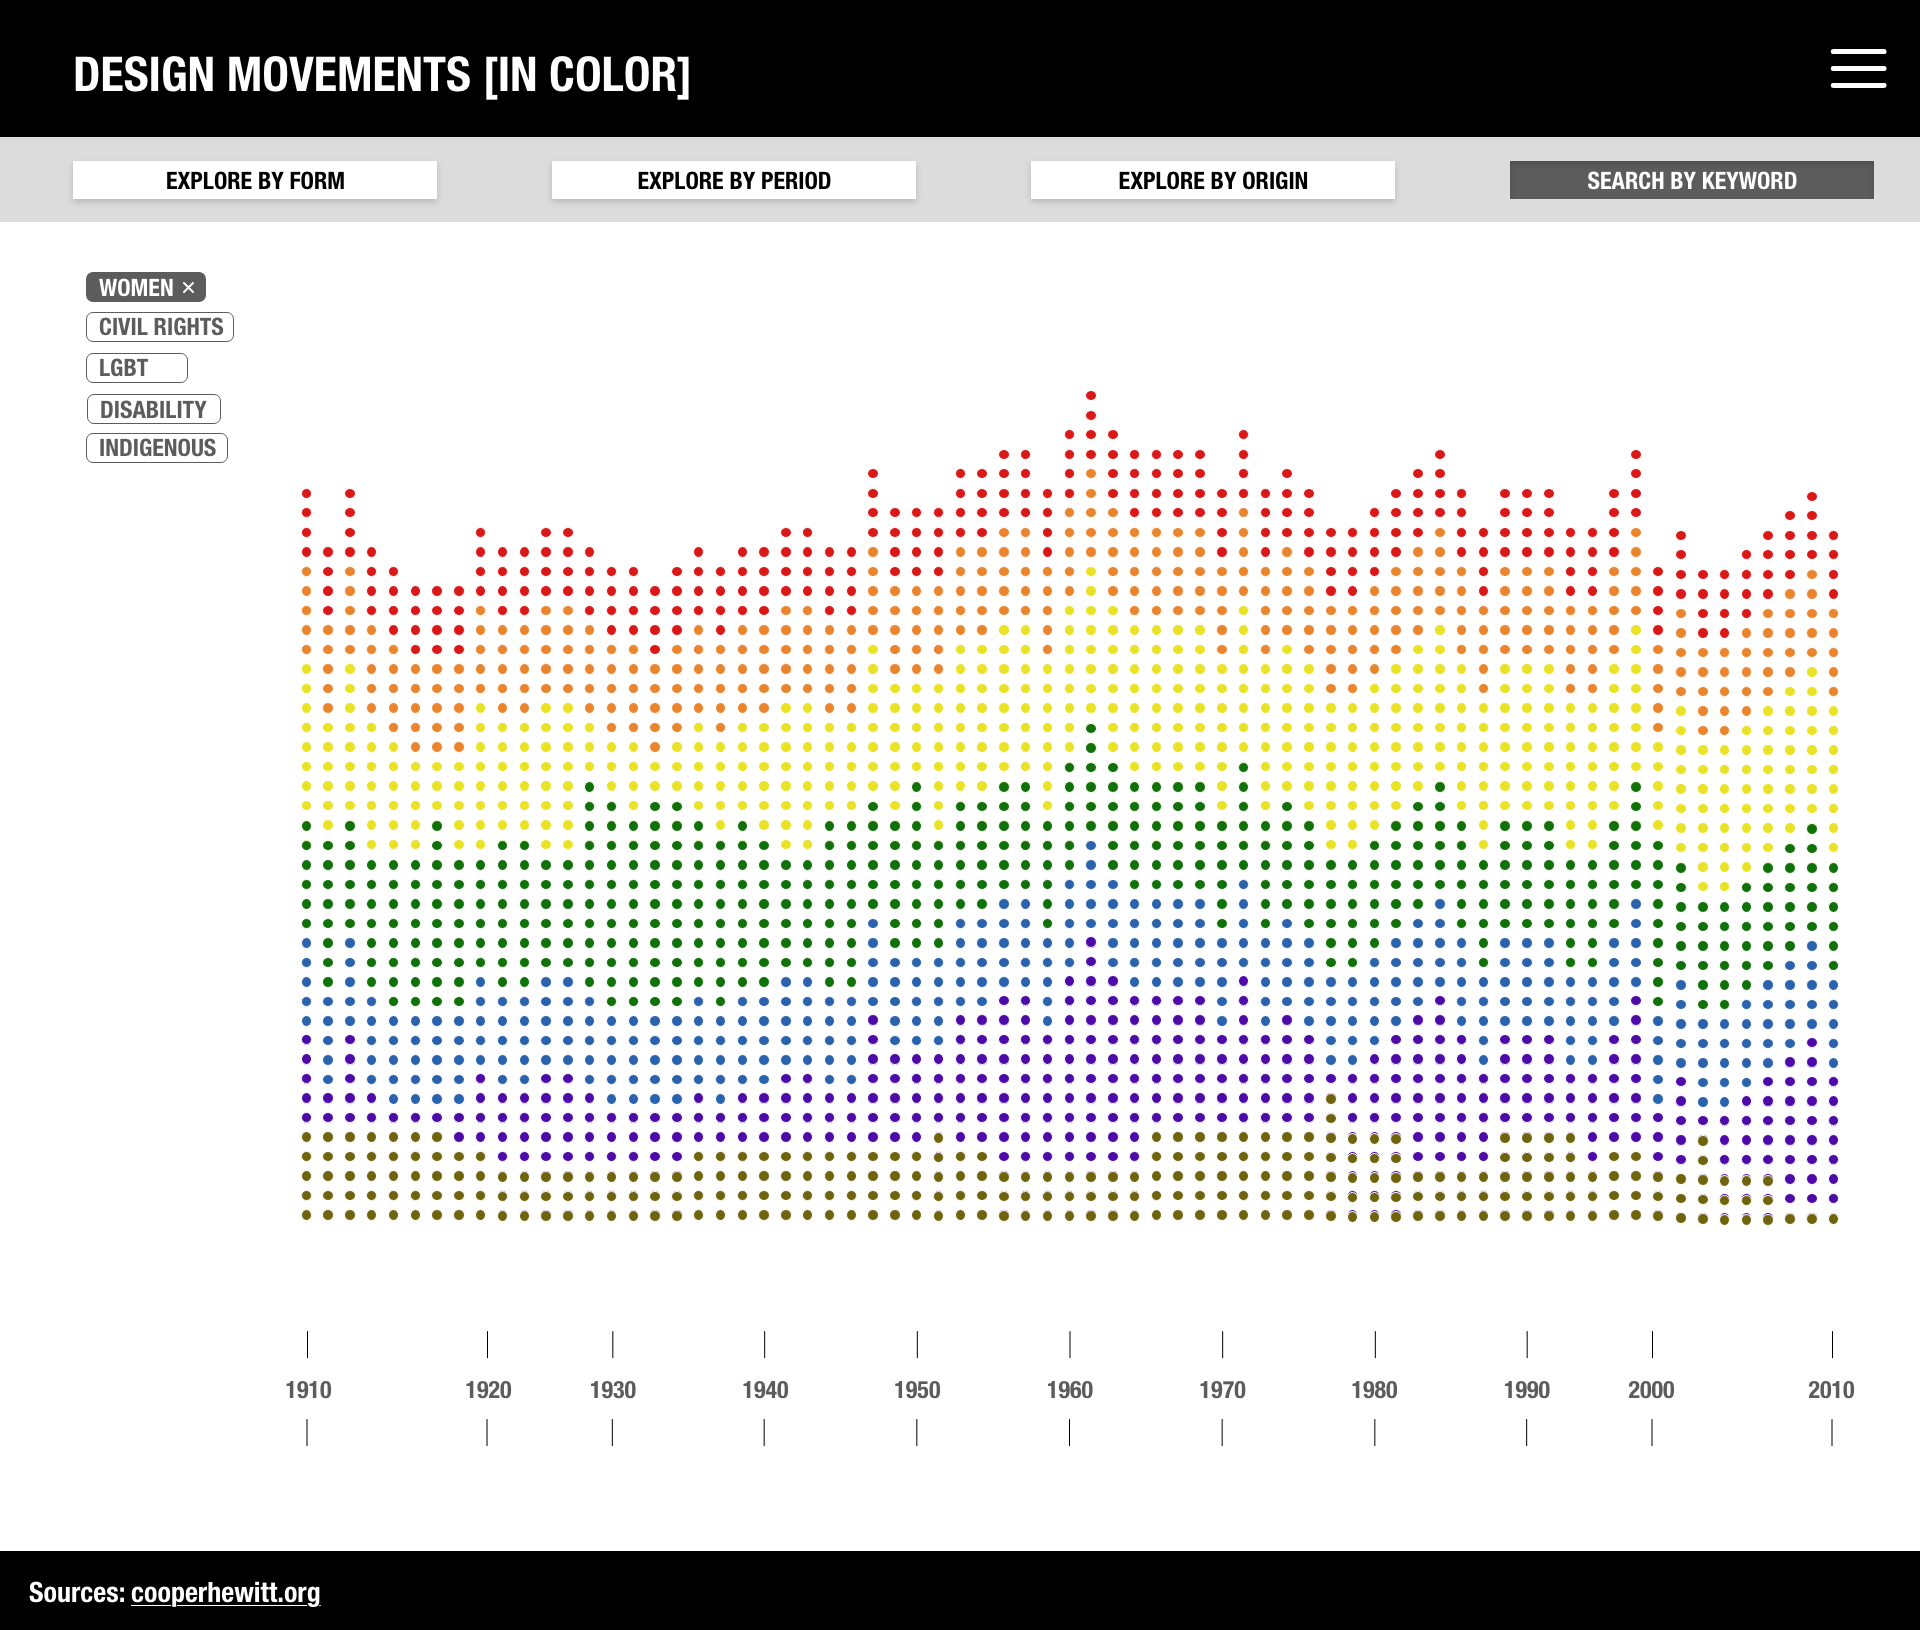 DESIGN MOVEMENTS [IN COLOR]
EXPLORE BY FORM
EXPLORE BY PERIOD
EXPLORE BY ORIGIN
SEARCH BY KEYWORD
WOMEN ×
CIVIL RIGHTS
LGBT
DISABILITY
INDIGENOUS
1910 1920 1930 1940 1950 1960 1970 1980 1990 2000 2010
Sources: cooperhewitt.org